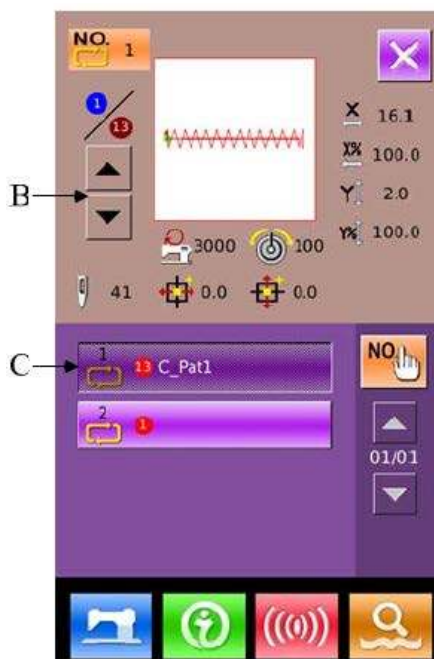 NO. 1
1
13
X 16.1
X% 100.0
Y 2.0
Y% 100.0
B
3000 100
41 0.0 0.0
C
1 13 C_Pat1
NO.
2 1
01/01